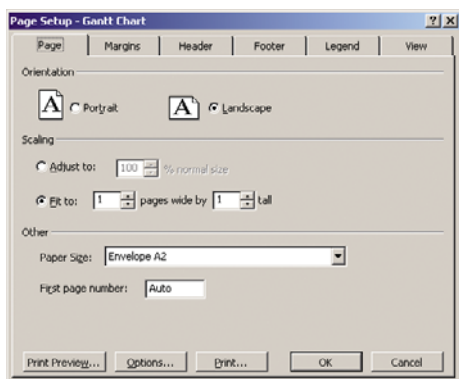 Page Setup - Gantt Chart
Page Margins Header Footer Legend View
Orientation
A Portrait A Landscape
Scaling
Adjust to: 100 % normal size
Fit to: 1 pages wide by 1 tall
Other
Paper Size: Envelope A2
First page number: Auto
Print Preview... Options... Print... OK Cancel